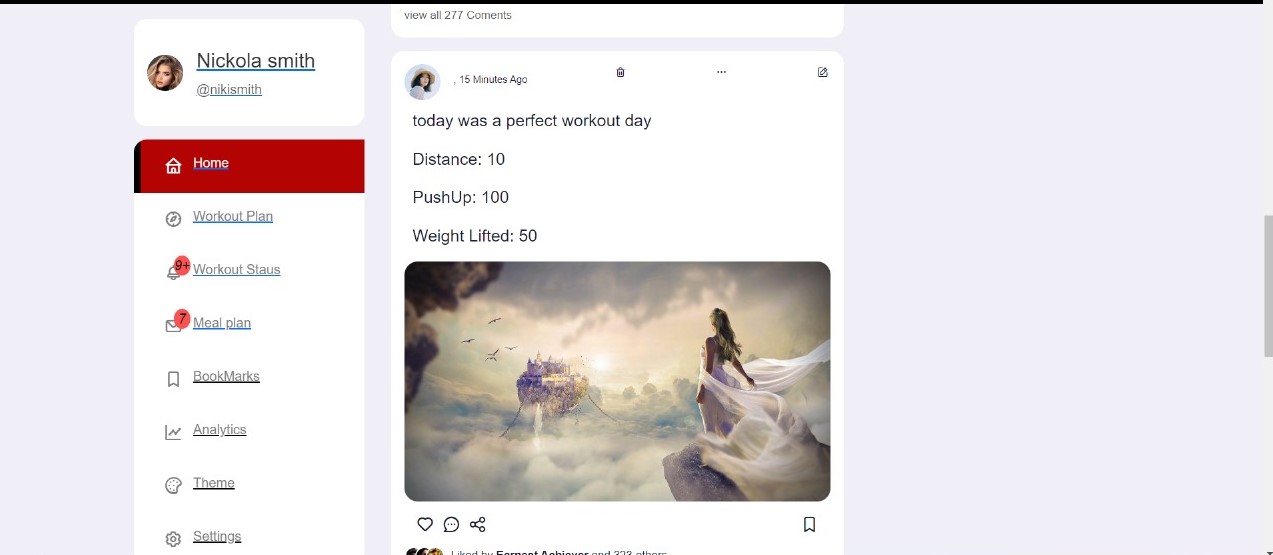 view all 277 Coments
Nickola smith
@nikismith
, 15 Minutes Ago
today was a perfect workout day
Distance: 10
PushUp: 100
Weight Lifted: 50
Home
Workout Plan
9+
Workout Staus
7
Meal plan
BookMarks
Analytics
Theme
Settings
Liked by Earnest Achiever and 323 others